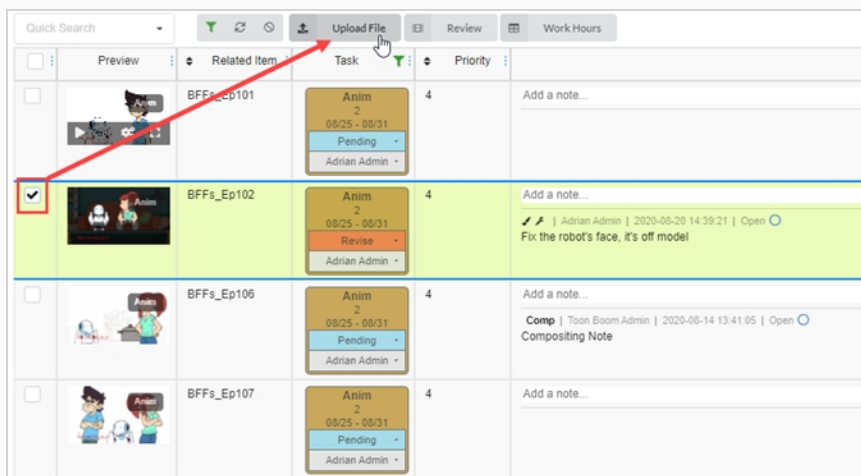 Quick Search
Upload File
Review
Work Hours
Preview
Related Item
Task
Priority
Anim
BFFs_Ep101
Anim
2
08/25 - 08/31
Pending
Adrian Admin
4
Add a note...
Anim
BFFs_Ep102
Anim
2
08/25 - 08/31
Revise
Adrian Admin
4
Add a note...
| Adrian Admin | 2020-08-20 14:39:21 | Open
Fix the robot's face, it's off model
Anim
BFFs_Ep106
Anim
2
08/25 - 08/31
Pending
Adrian Admin
4
Add a note...
Comp | Toon Boom Admin | 2020-08-14 13:41:05 | Open
Compositing Note
Anim
BFFs_Ep107
Anim
2
08/25 - 08/31
Pending
Adrian Admin
4
Add a note...